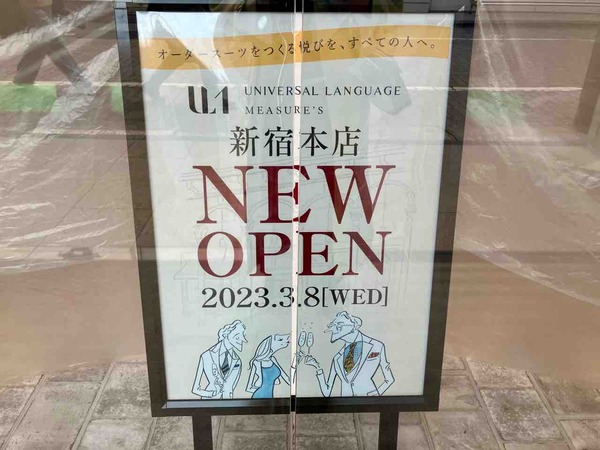 オーダースーツをつくる悦びを、すべての人へ。
UNIVERSAL LANGUAGE
MEASURE'S
新宿本店
NEW
OPEN
2023.3.8[WED]